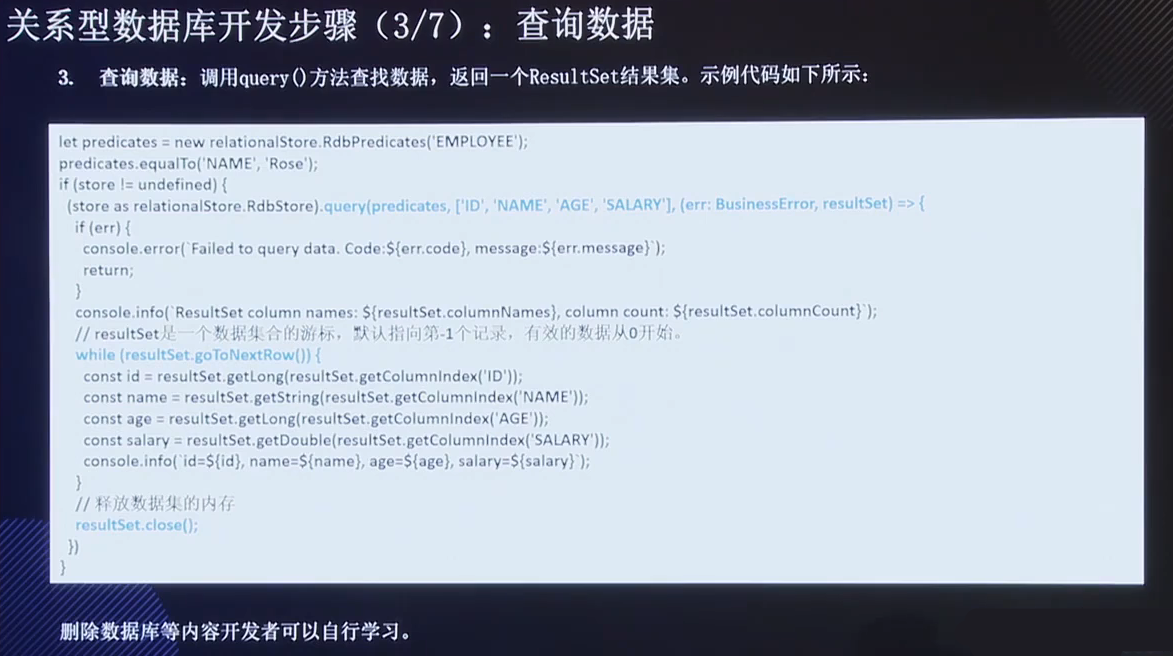 关系型数据库开发步骤（3/7）：查询数据
3. 查询数据：调用query()方法查找数据，返回一个ResultSet结果集。示例代码如下所示：
let predicates = new relationalStore.RdbPredicates('EMPLOYEE');
predicates.equalTo('NAME', 'Rose');
if (store != undefined) {
(store as relationalStore.RdbStore).query(predicates, ['ID', 'NAME', 'AGE', 'SALARY'], (err: BusinessError, resultSet) => {
if (err) {
console.error(`Failed to query data. Code:${err.code}, message:${err.message}`);
return;
}
console.info(`ResultSet column names: ${resultSet.columnNames}, column count: ${resultSet.columnCount}`);
// resultSet是一个数据集合的游标，默认指向第-1个记录，有效的数据从0开始。
while (resultSet.goToNextRow()) {
const id = resultSet.getLong(resultSet.getColumnIndex('ID'));
const name = resultSet.getString(resultSet.getColumnIndex('NAME'));
const age = resultSet.getLong(resultSet.getColumnIndex('AGE'));
const salary = resultSet.getDouble(resultSet.getColumnIndex('SALARY'));
console.info(`id=${id}, name=${name}, age=${age}, salary=${salary}`);
}
// 释放数据集的内存
resultSet.close();
})
}
删除数据库等内容开发者可以自行学习。